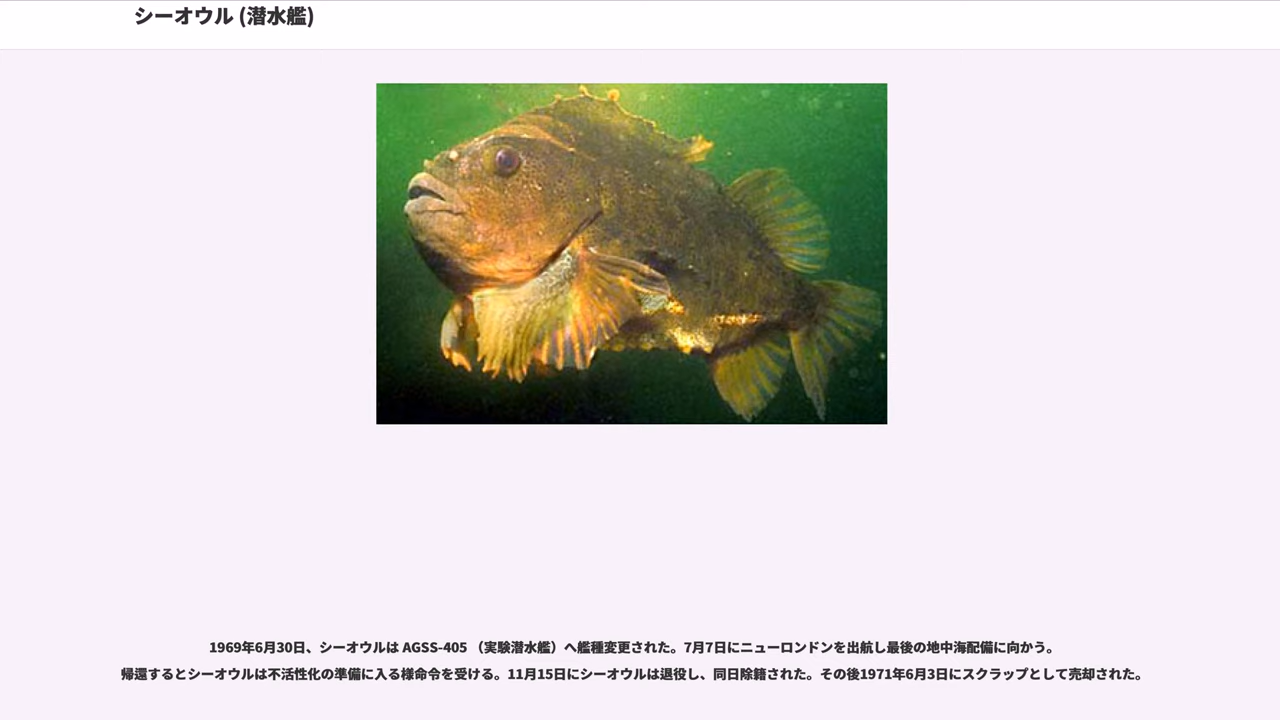 シーオウル (潜水艦)
1969年6月30日、シーオウルは AGSS-405 （実験潜水艦）へ艦種変更された。7月7日にニューロンドンを出航し最後の地中海配備に向かう。
帰還するとシーオウルは不活性化の準備に入る様命令を受ける。11月15日にシーオウルは退役し、同日除籍された。その後1971年6月3日にスクラップとして売却された。